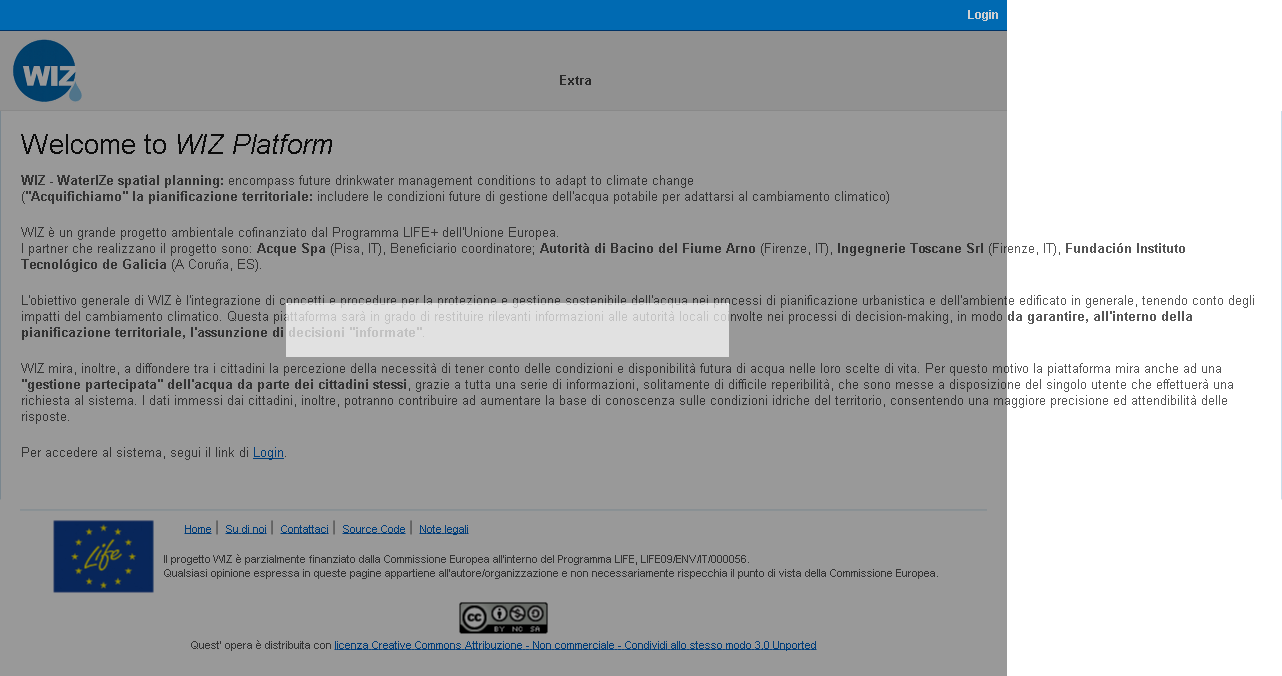 Login
WIZ
Extra
Welcome to WIZ Platform
WIZ - WaterIZe spatial planning: encompass future drinkwater management conditions to adapt to climate change
("Acquifichiamo" la pianificazione territoriale: includere le condizioni future di gestione dell'acqua potabile per adattarsi al cambiamento climatico)
WIZ è un grande progetto ambientale cofinanziato dal Programma LIFE+ dell'Unione Europea.
I partner che realizzano il progetto sono: Acque Spa (Pisa, IT), Beneficiario coordinatore; Autorità di Bacino del Fiume Arno (Firenze, IT), Ingegnerie Toscane Srl (Firenze, IT), Fundación Instituto
Tecnológico de Galicia (A Coruña, ES).
L'obiettivo generale di WIZ è l'integrazione di concetti e procedure per la protezione e gestione sostenibile dell'acqua nei processi di pianificazione urbanistica e dell'ambiente edificato in generale, tenendo conto degli
impatti del cambiamento climatico. Questa piattaforma sarà in grado di restituire rilevanti informazioni alle autorità locali coinvolte nei processi di decision-making, in modo da garantire, all'interno della
pianificazione territoriale, l'assunzione di decisioni "informate".
WIZ mira, inoltre, a diffondere tra i cittadini la percezione della necessità di tener conto delle condizioni e disponibilità futura di acqua nelle loro scelte di vita. Per questo motivo la piattaforma mira anche ad una
"gestione partecipata" dell'acqua da parte dei cittadini stessi, grazie a tutta una serie di informazioni, solitamente di difficile reperibilità, che sono messe a disposizione del singolo utente che effettuerà una
richiesta al sistema. I dati immessi dai cittadini, inoltre, potranno contribuire ad aumentare la base di conoscenza sulle condizioni idriche del territorio, consentendo una maggiore precisione ed attendibilità delle
risposte.
Per accedere al sistema, segui il link di Login.
Home | Su di noi | Contattaci | Source Code | Note legali
Life
Il progetto WIZ è parzialmente finanziato dalla Commissione Europea all'interno del Programma LIFE, LIFE09/ENV/IT/000056.
Qualsiasi opinione espressa in queste pagine appartiene all'autore/organizzazione e non necessariamente rispecchia il punto di vista della Commissione Europea.
cc
BY NC SA
Quest' opera è distribuita con licenza Creative Commons Attribuzione - Non commerciale - Condividi allo stesso modo 3.0 Unported